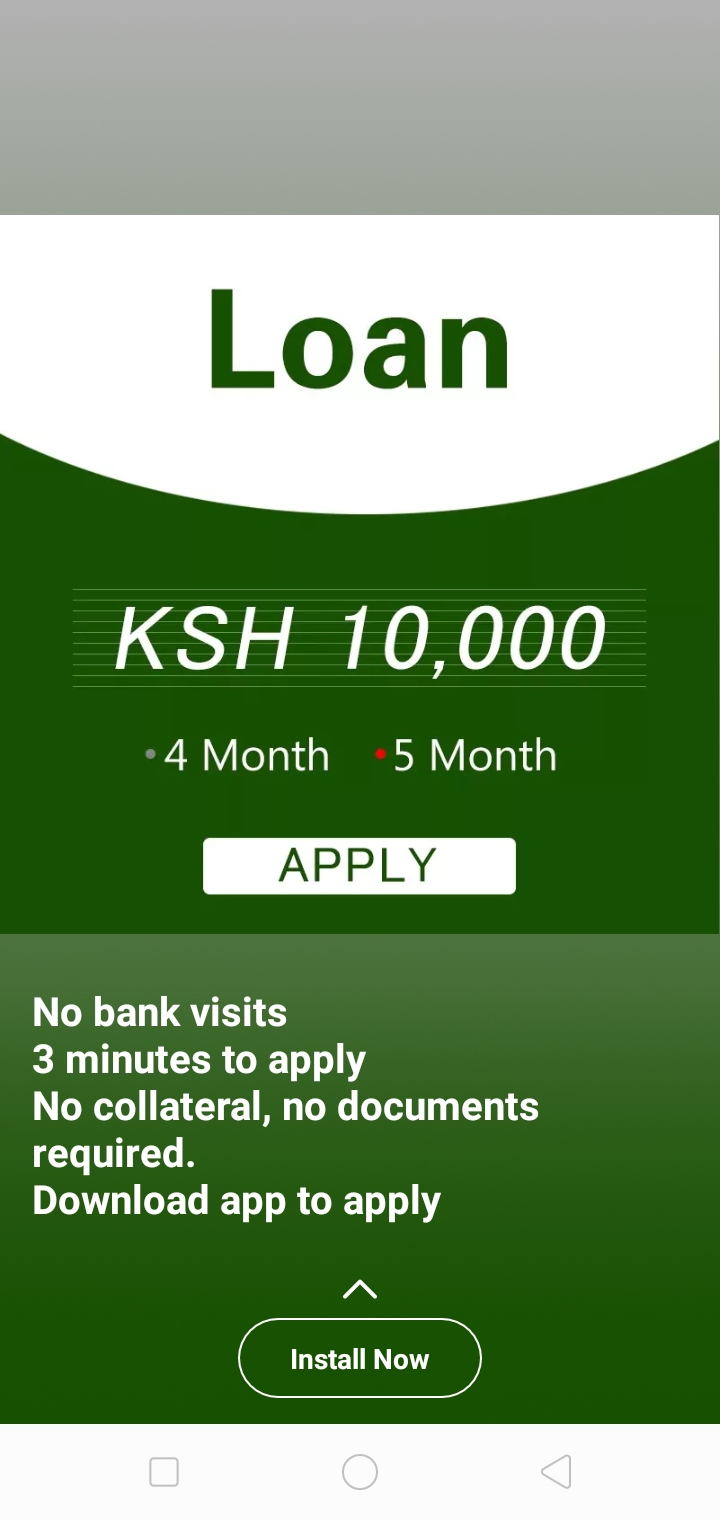 Loan
KSH 10,000
4 Month 5 Month
APPLY
No bank visits
3 minutes to apply
No collateral, no documents
required.
Download app to apply
Install Now